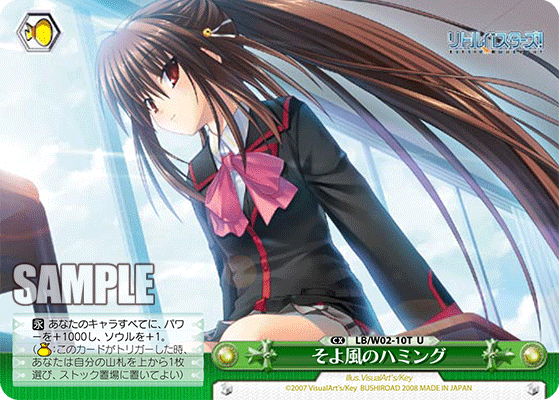 リトルバスターズ!
SAMPLE
永 あなたのキャラすべてに、パワ
ーを+1000し、ソウルを+1。
(:このカードがトリガーした時、
あなたは自分の山札を上から1枚
選び、ストック置場に置いてよい)
CX LB/W02-10T U
そよ風のハミング
Illus.VisualArt's/Key
©2007 VisualArt's/Key BUSHIROAD 2008 MADE IN JAPAN